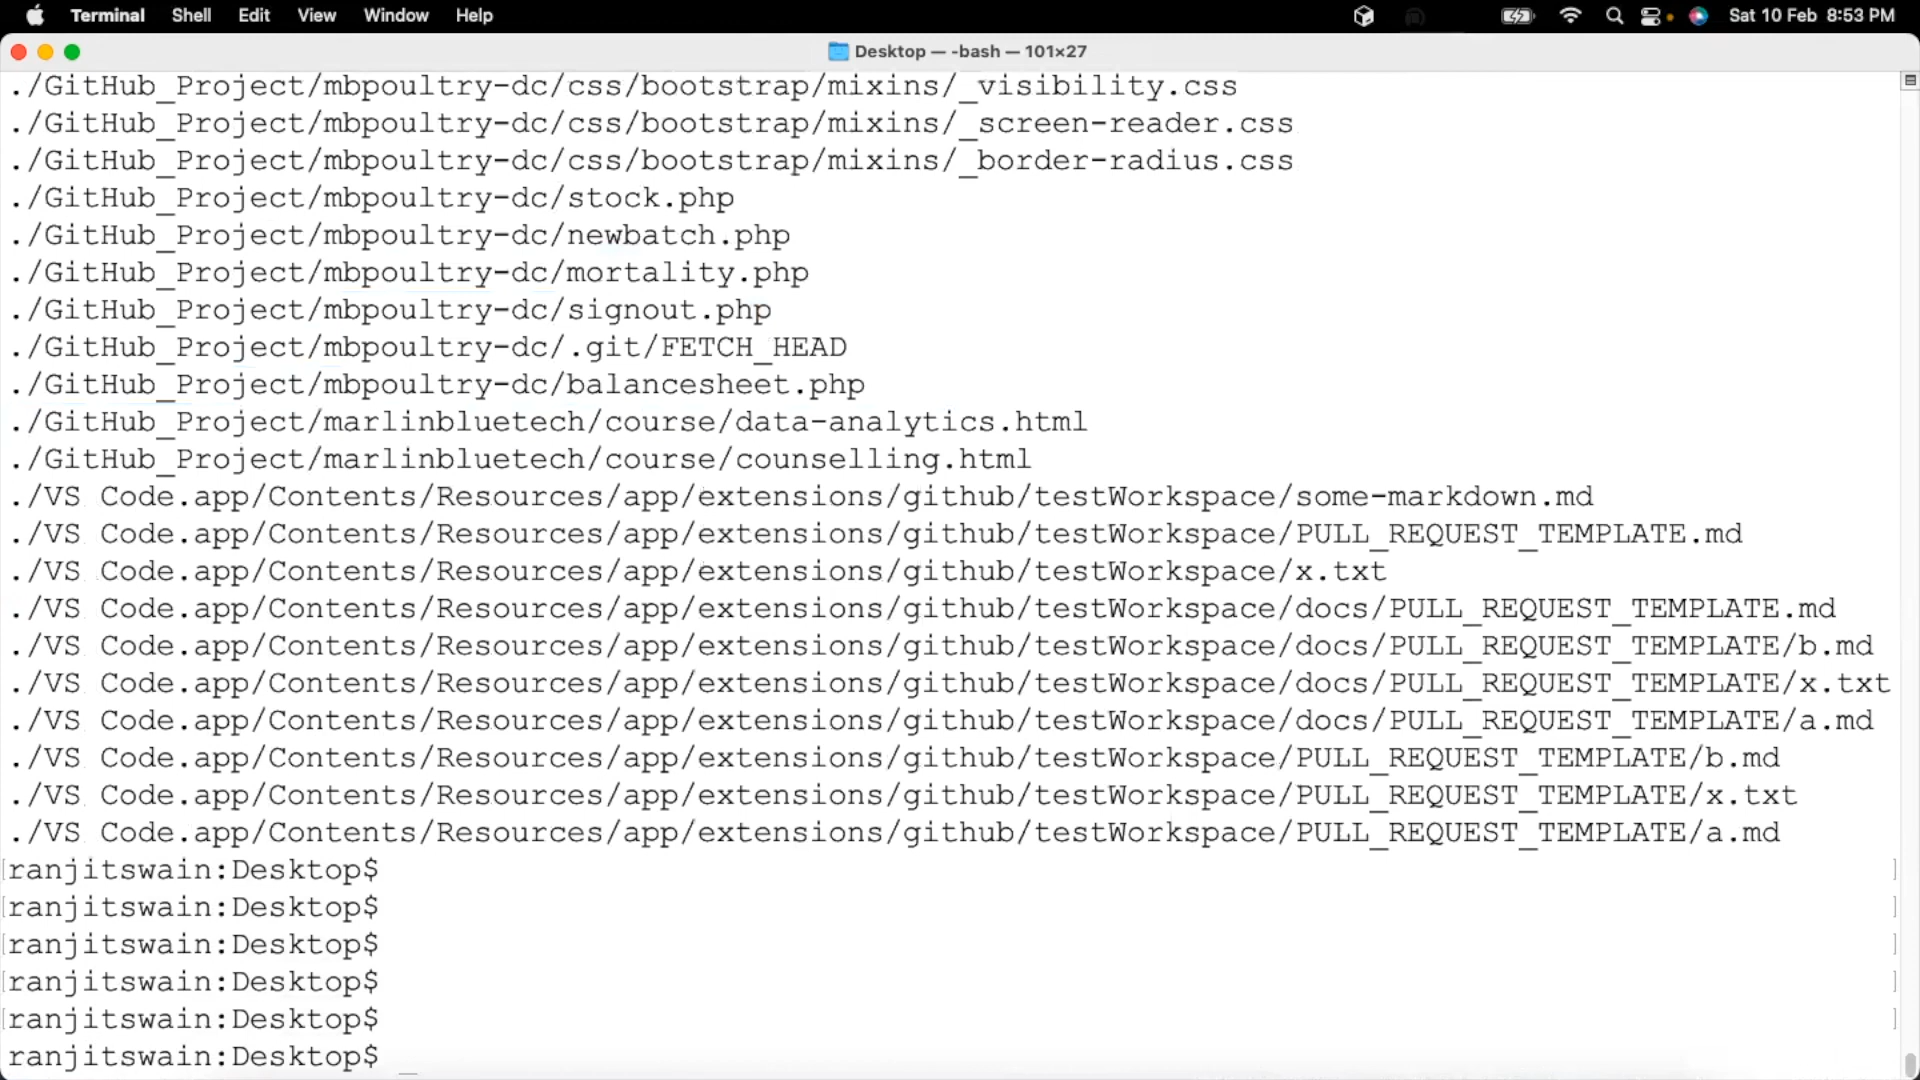 Terminal Shell Edit View Window Help Sat 10 Feb 8:53 PM
Desktop — -bash — 101×27
./GitHub_Project/mbpoultry-dc/css/bootstrap/mixins/_visibility.css
./GitHub_Project/mbpoultry-dc/css/bootstrap/mixins/_screen-reader.css
./GitHub_Project/mbpoultry-dc/css/bootstrap/mixins/_border-radius.css
./GitHub_Project/mbpoultry-dc/stock.php
./GitHub_Project/mbpoultry-dc/newbatch.php
./GitHub_Project/mbpoultry-dc/mortality.php
./GitHub_Project/mbpoultry-dc/signout.php
./GitHub_Project/mbpoultry-dc/.git/FETCH_HEAD
./GitHub_Project/mbpoultry-dc/balancesheet.php
./GitHub_Project/marlinbluetech/course/data-analytics.html
./GitHub_Project/marlinbluetech/course/counselling.html
./VS Code.app/Contents/Resources/app/extensions/github/testWorkspace/some-markdown.md
./VS Code.app/Contents/Resources/app/extensions/github/testWorkspace/PULL_REQUEST_TEMPLATE.md
./VS Code.app/Contents/Resources/app/extensions/github/testWorkspace/x.txt
./VS Code.app/Contents/Resources/app/extensions/github/testWorkspace/docs/PULL_REQUEST_TEMPLATE.md
./VS Code.app/Contents/Resources/app/extensions/github/testWorkspace/docs/PULL_REQUEST_TEMPLATE/b.md
./VS Code.app/Contents/Resources/app/extensions/github/testWorkspace/docs/PULL_REQUEST_TEMPLATE/x.txt
./VS Code.app/Contents/Resources/app/extensions/github/testWorkspace/docs/PULL_REQUEST_TEMPLATE/a.md
./VS Code.app/Contents/Resources/app/extensions/github/testWorkspace/PULL_REQUEST_TEMPLATE/b.md
./VS Code.app/Contents/Resources/app/extensions/github/testWorkspace/PULL_REQUEST_TEMPLATE/x.txt
./VS Code.app/Contents/Resources/app/extensions/github/testWorkspace/PULL_REQUEST_TEMPLATE/a.md
[ranjitswain:Desktop$ ]
[ranjitswain:Desktop$ ]
[ranjitswain:Desktop$ ]
[ranjitswain:Desktop$ ]
[ranjitswain:Desktop$ ]
ranjitswain:Desktop$ _